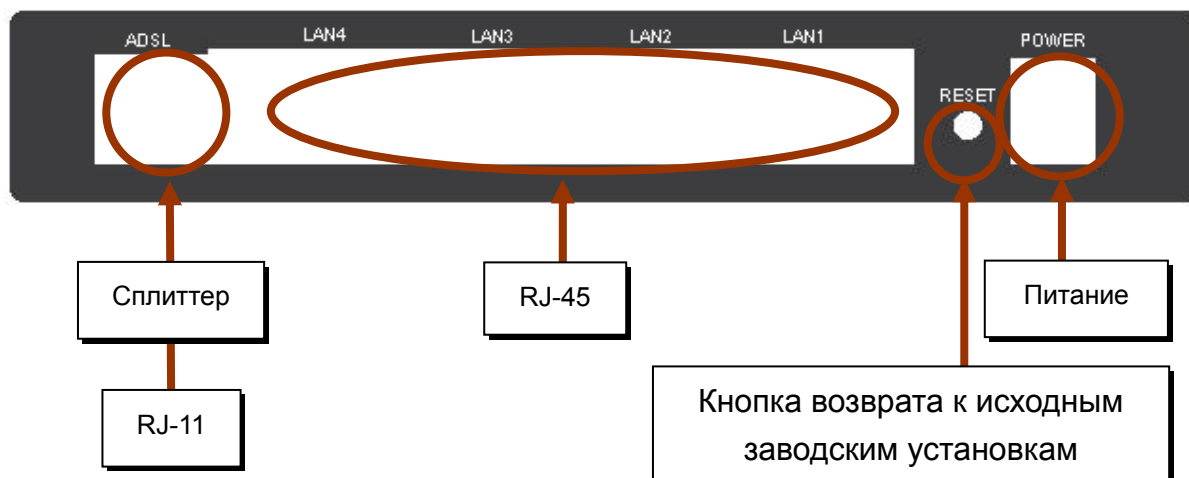 ADSL
LAN4
LAN3
LAN2
LAN1
POWER
RESET
Сплиттер
RJ-45
Питание
RJ-11
Кнопка возврата к исходным
заводским установкам